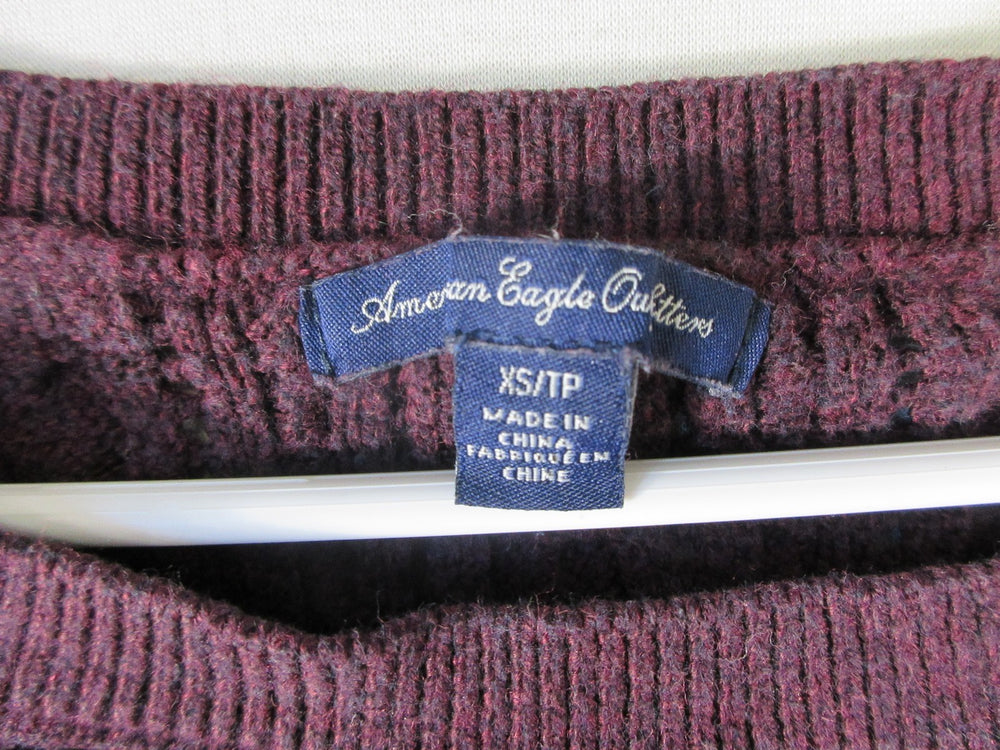 American Eagle Outfitters
XS/TP
MADE IN
CHINA
FABRIQUÉ EN
CHINE